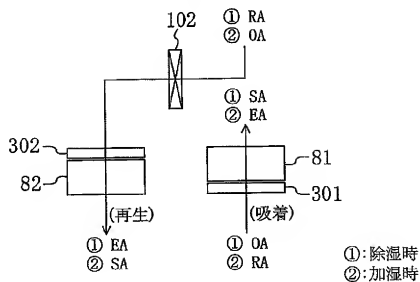 102
① RA
② OA
① SA
② EA
302
82
81
301
(再生)
(吸着)
① EA
② SA
① OA
② RA
①:除湿時
②:加湿時